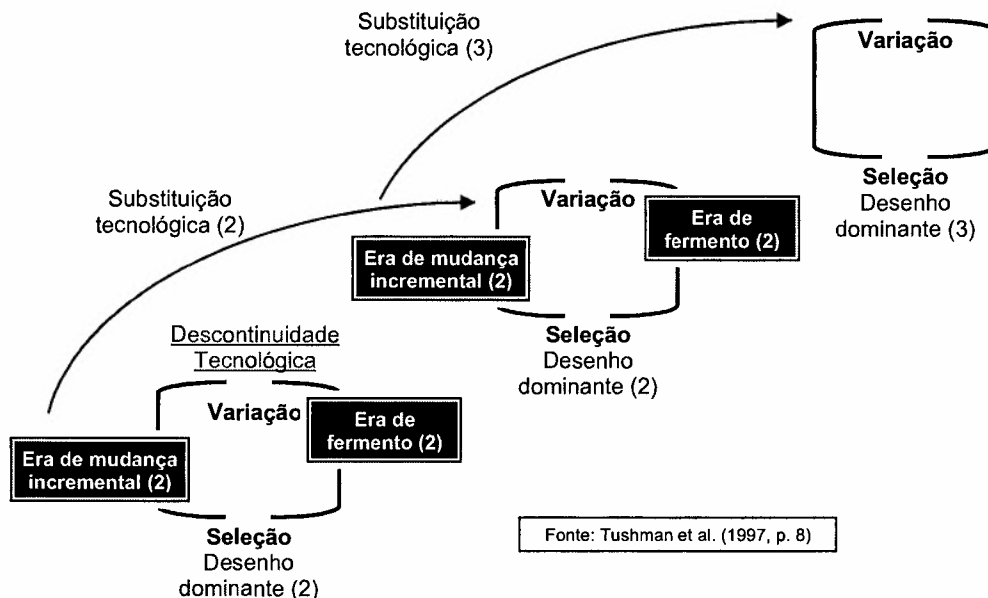 Substituição
tecnológica (3)
Variação
Seleção
Desenho
dominante (3)
Substituição
tecnológica (2)
Variação
Era de
fermento (2)
Era de mudança
incremental (2)
Seleção
Desenho
dominante (2)
Descontinuidade
Tecnológica
Variação
Era de
fermento (2)
Era de mudança
incremental (2)
Seleção
Desenho
dominante (2)
Fonte: Tushman et al. (1997, p. 8)